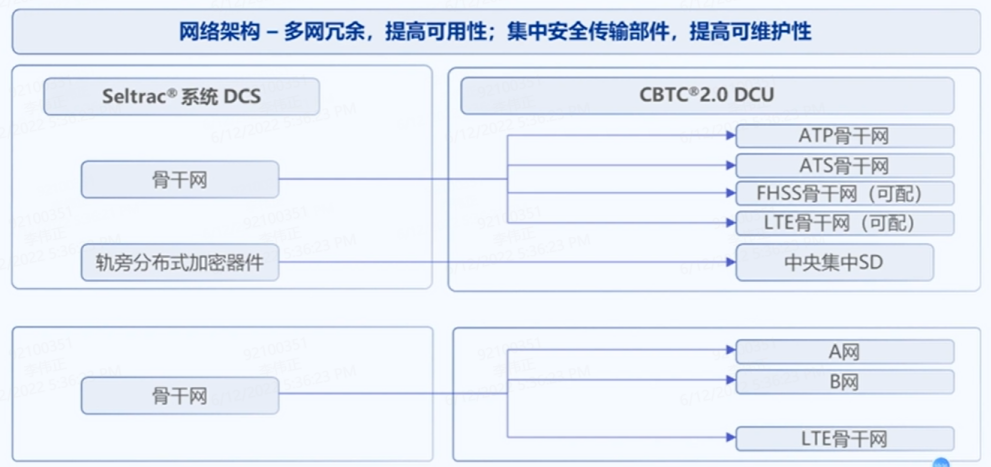 网络架构 – 多网冗余，提高可用性；集中安全传输部件，提高可维护性
Seltrac® 系统 DCS
CBTC®2.0 DCU
ATP骨干网
ATS骨干网
骨干网
FHSS骨干网（可配）
LTE骨干网（可配）
轨旁分布式加密器件
中央集中SD
A网
B网
骨干网
LTE骨干网